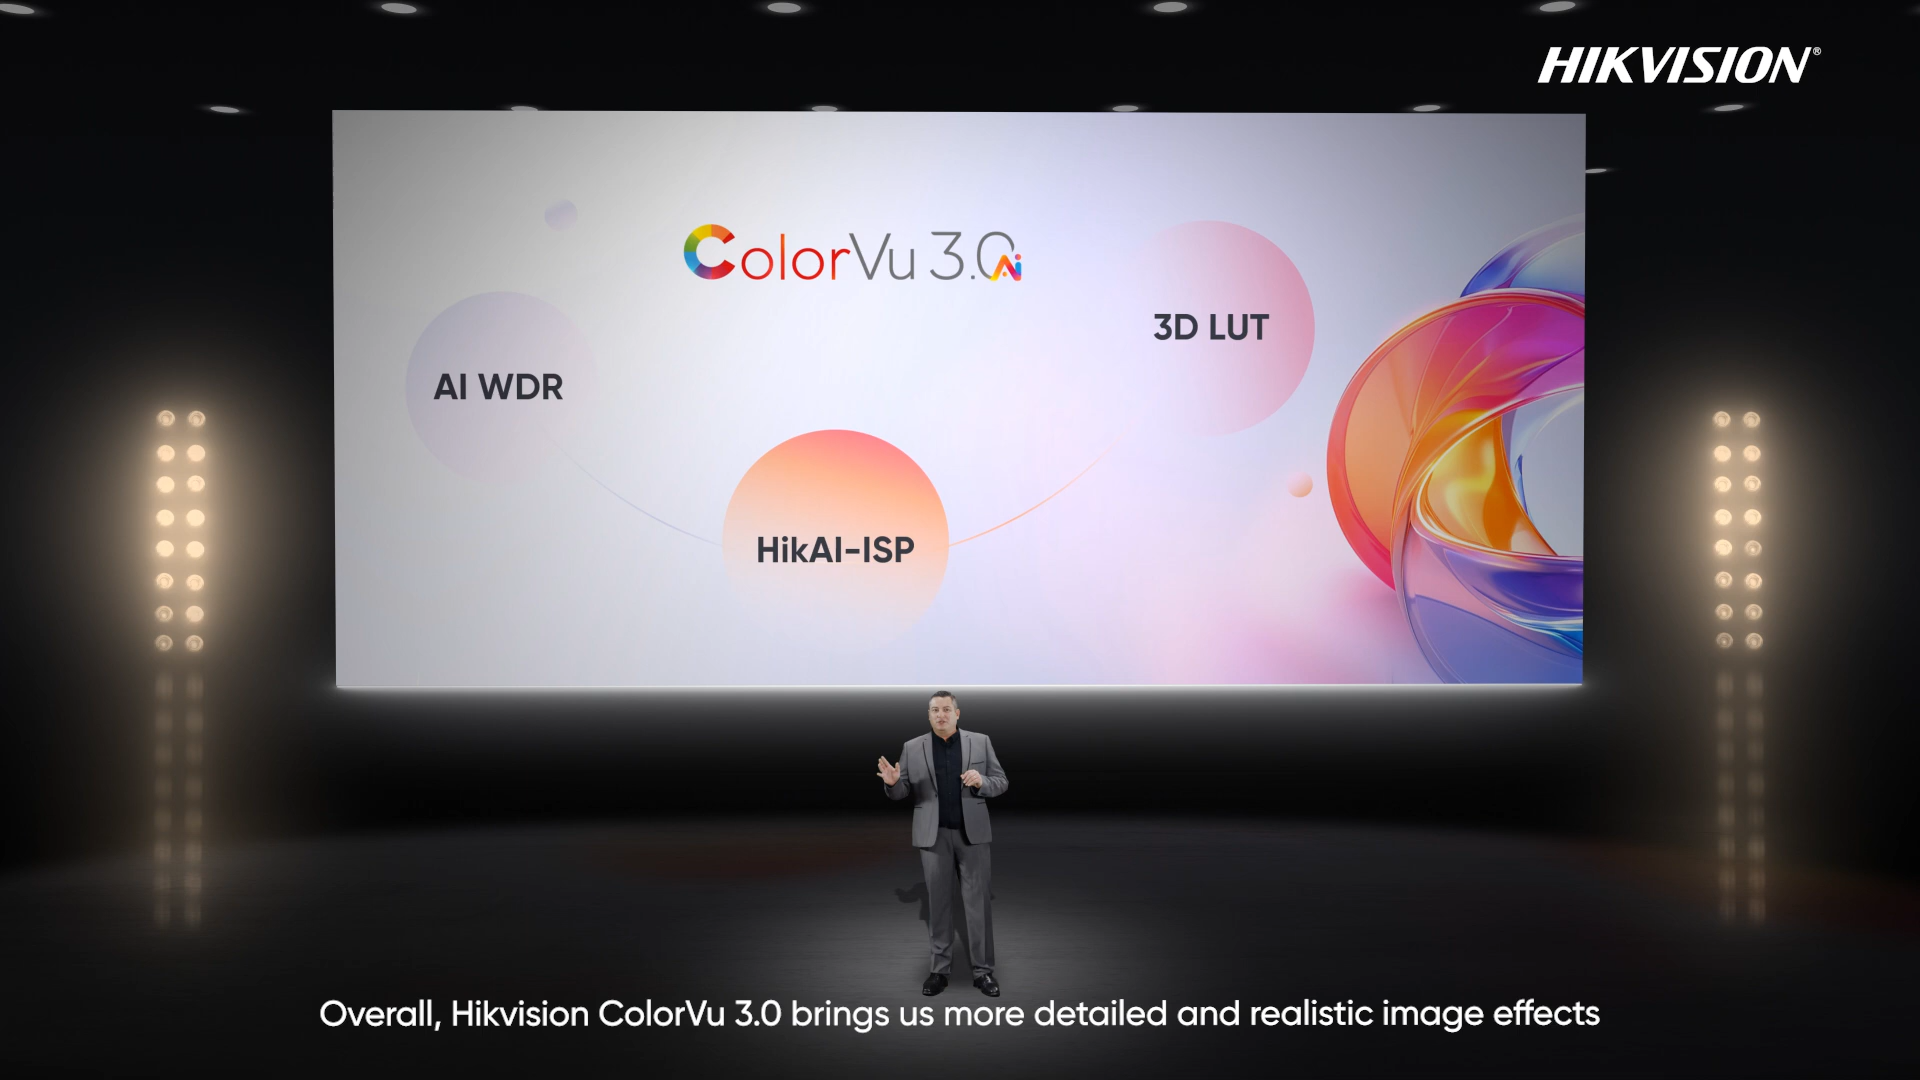 HIKVISION®
ColorVu 3.0 Ai
3D LUT
AI WDR
HikAI-ISP
Overall, Hikvision ColorVu 3.0 brings us more detailed and realistic image effects